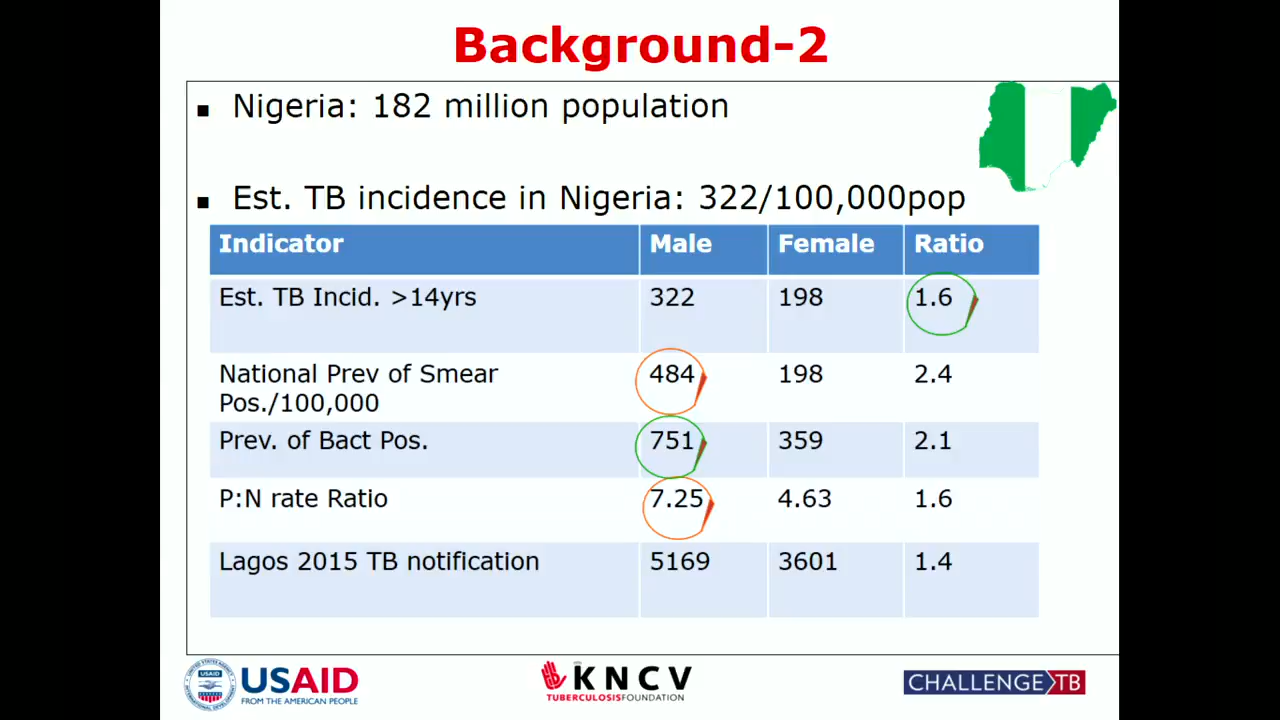 Background-2
▪ Nigeria: 182 million population
▪ Est. TB incidence in Nigeria: 322/100,000pop
Indicator Male Female Ratio
Est. TB Incid. >14yrs 322 198 1.6
National Prev of Smear
Pos./100,000 484 198 2.4
Prev. of Bact Pos. 751 359 2.1
P:N rate Ratio 7.25 4.63 1.6
Lagos 2015 TB notification 5169 3601 1.4
USAID
FROM THE AMERICAN PEOPLE
KNCV
TUBERCULOSISFOUNDATION
CHALLENGE TB